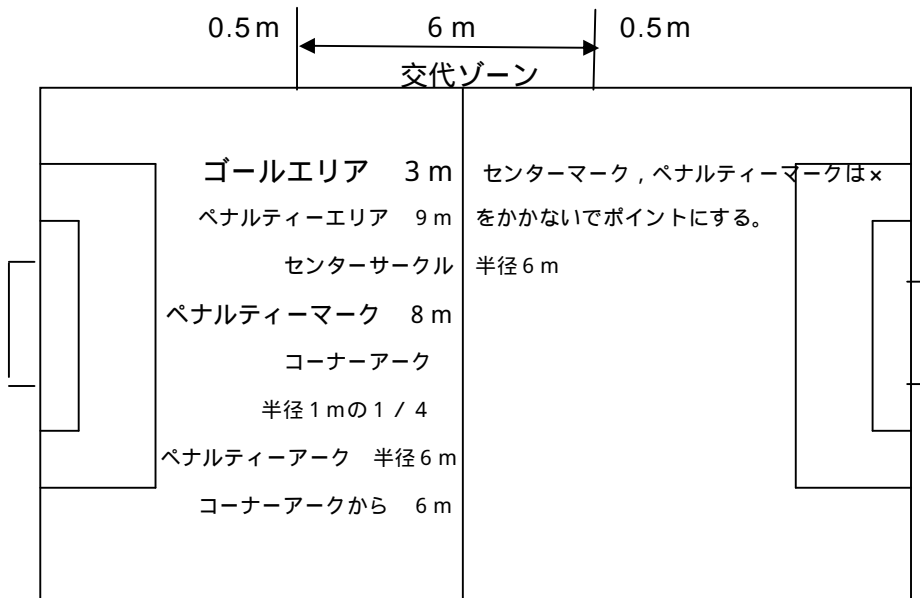 0.5ｍ 6ｍ 0.5ｍ
交代ゾーン
ゴールエリア 3ｍ
センターマーク，ペナルティーマークは×
ペナルティーエリア 9ｍ
をかかないでポイントにする。
センターサークル 半径6ｍ
ペナルティーマーク 8ｍ
コーナーアーク
半径1ｍの1／4
ペナルティーアーク 半径6ｍ
コーナーアークから 6ｍ